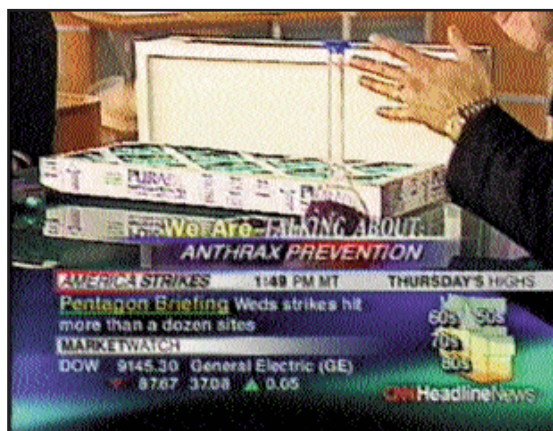 PURA
We Are TALKING ABOUT:
ANTHRAX PREVENTION
AMERICA STRIKES 1:49 PM MT THURSDAY'S HIGHS
Pentagon Briefing Weds strikes hit
more than a dozen sites
60s 50s
70s
80s
MARKETWATCH
DOW 9145.30 General Electric (GE)
87.67 37.08 0.05
CNN HeadlineNews